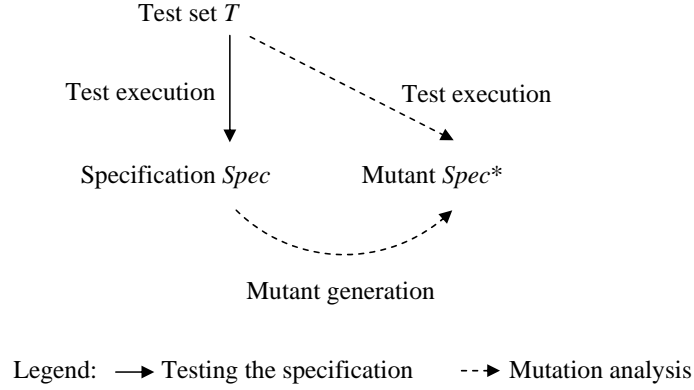 Test set T
Test execution
Test execution
Specification Spec
Mutant Spec*
Mutant generation
Legend: Testing the specification Mutation analysis